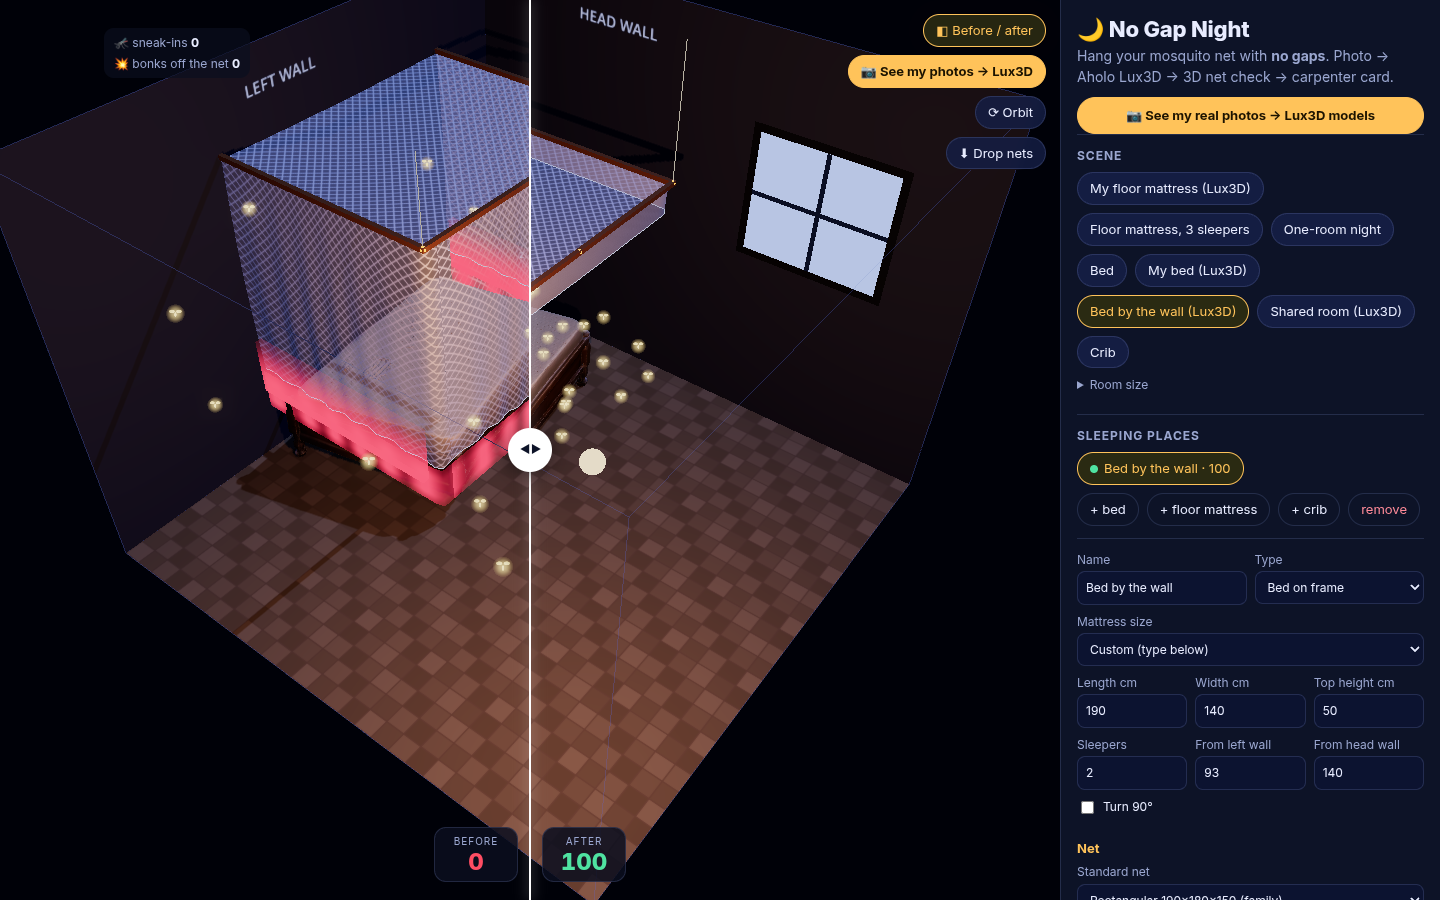 sneak-ins 0
bonks off the net 0
LEFT WALL
HEAD WALL
Before / after
See my photos → Lux3D
Orbit
Drop nets
BEFORE
0
AFTER
100
No Gap Night
Hang your mosquito net with no gaps. Photo →
Aholo Lux3D → 3D net check → carpenter card.
See my real photos → Lux3D models
SCENE
My floor mattress (Lux3D)
Floor mattress, 3 sleepers
One-room night
Bed
My bed (Lux3D)
Bed by the wall (Lux3D)
Shared room (Lux3D)
Crib
Room size
SLEEPING PLACES
Bed by the wall · 100
+ bed
+ floor mattress
+ crib
remove
Name
Type
Bed by the wall
Bed on frame
Mattress size
Custom (type below)
Length cm
Width cm
Top height cm
190
140
50
Sleepers
From left wall
From head wall
2
93
140
Turn 90°
Net
Standard net
Rectangular 190×180×150 (family)